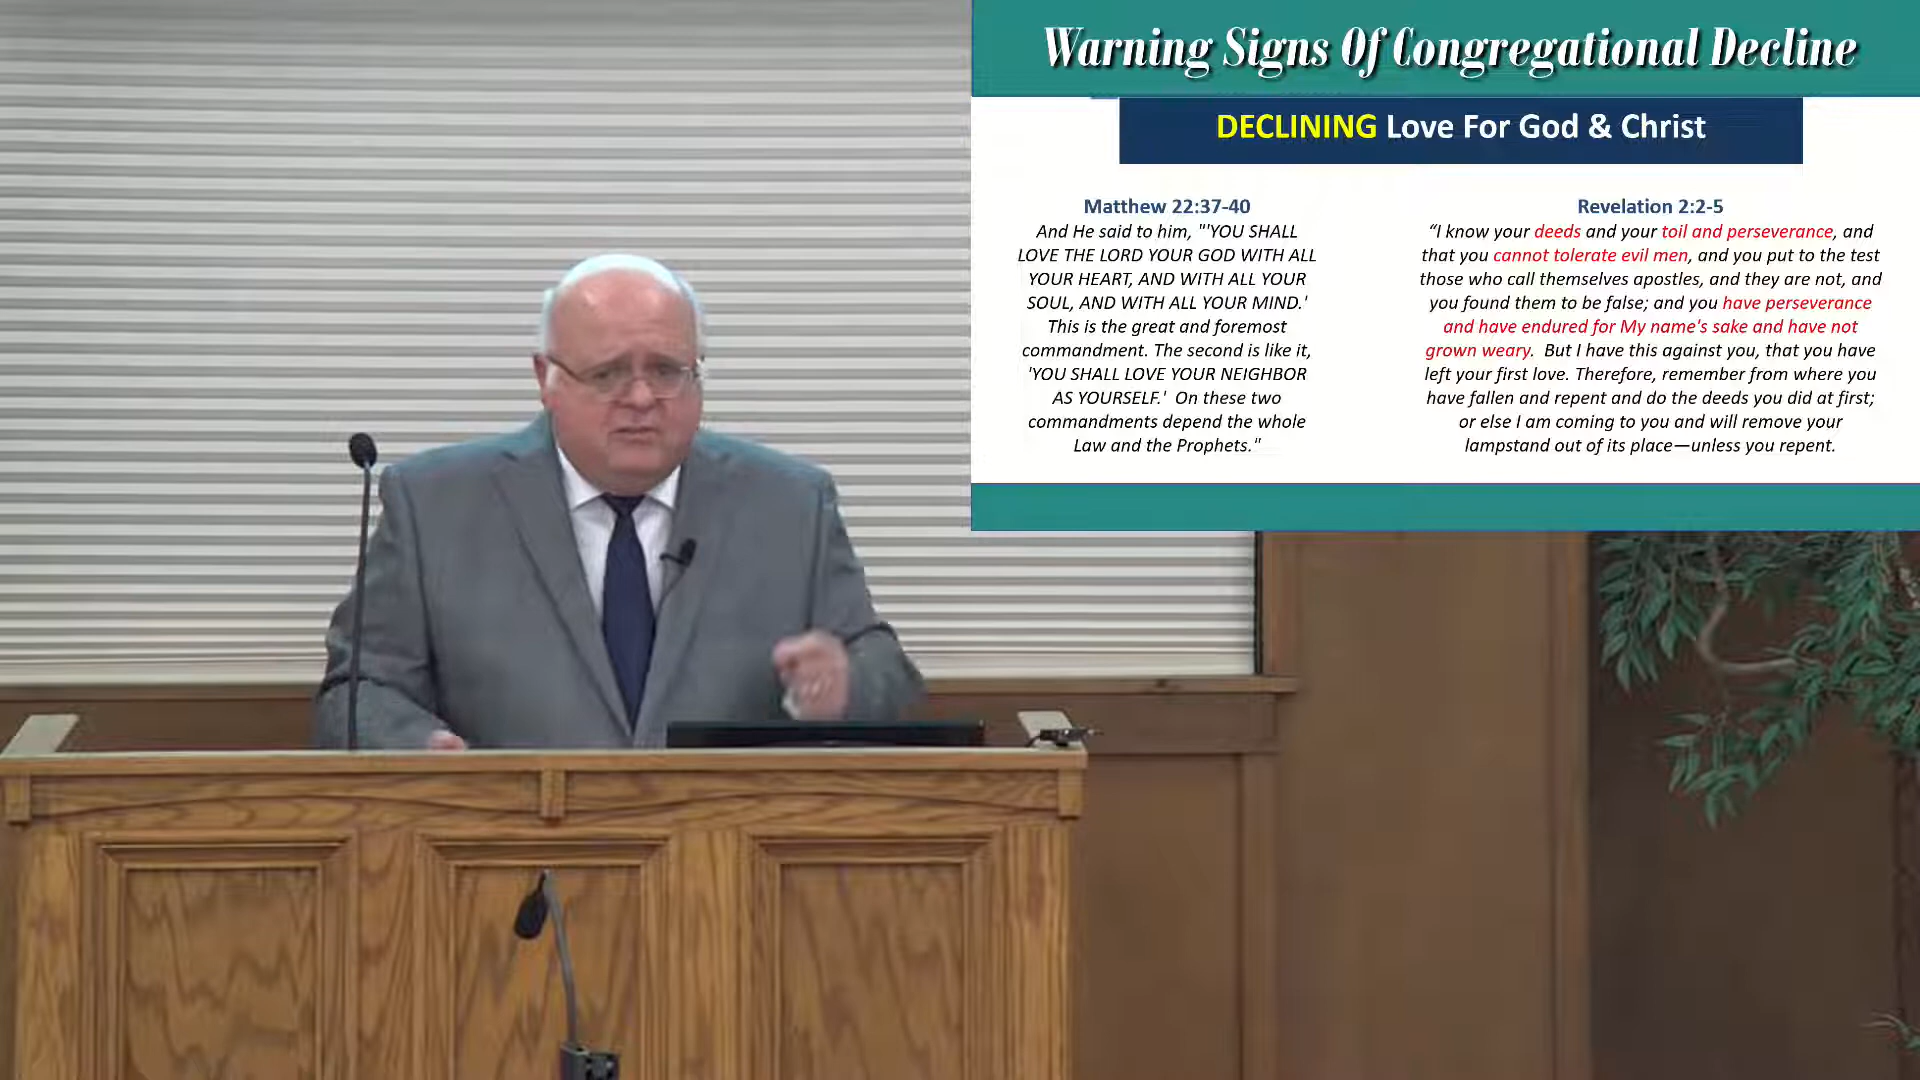 Warning Signs Of Congregational Decline
DECLINING Love For God & Christ
Matthew 22:37-40
And He said to him, "'YOU SHALL
LOVE THE LORD YOUR GOD WITH ALL
YOUR HEART, AND WITH ALL YOUR
SOUL, AND WITH ALL YOUR MIND.'
This is the great and foremost
commandment. The second is like it,
'YOU SHALL LOVE YOUR NEIGHBOR
AS YOURSELF.' On these two
commandments depend the whole
Law and the Prophets."
Revelation 2:2-5
“I know your deeds and your toil and perseverance, and
that you cannot tolerate evil men, and you put to the test
those who call themselves apostles, and they are not, and
you found them to be false; and you have perseverance
and have endured for My name's sake and have not
grown weary. But I have this against you, that you have
left your first love. Therefore, remember from where you
have fallen and repent and do the deeds you did at first;
or else I am coming to you and will remove your
lampstand out of its place—unless you repent.